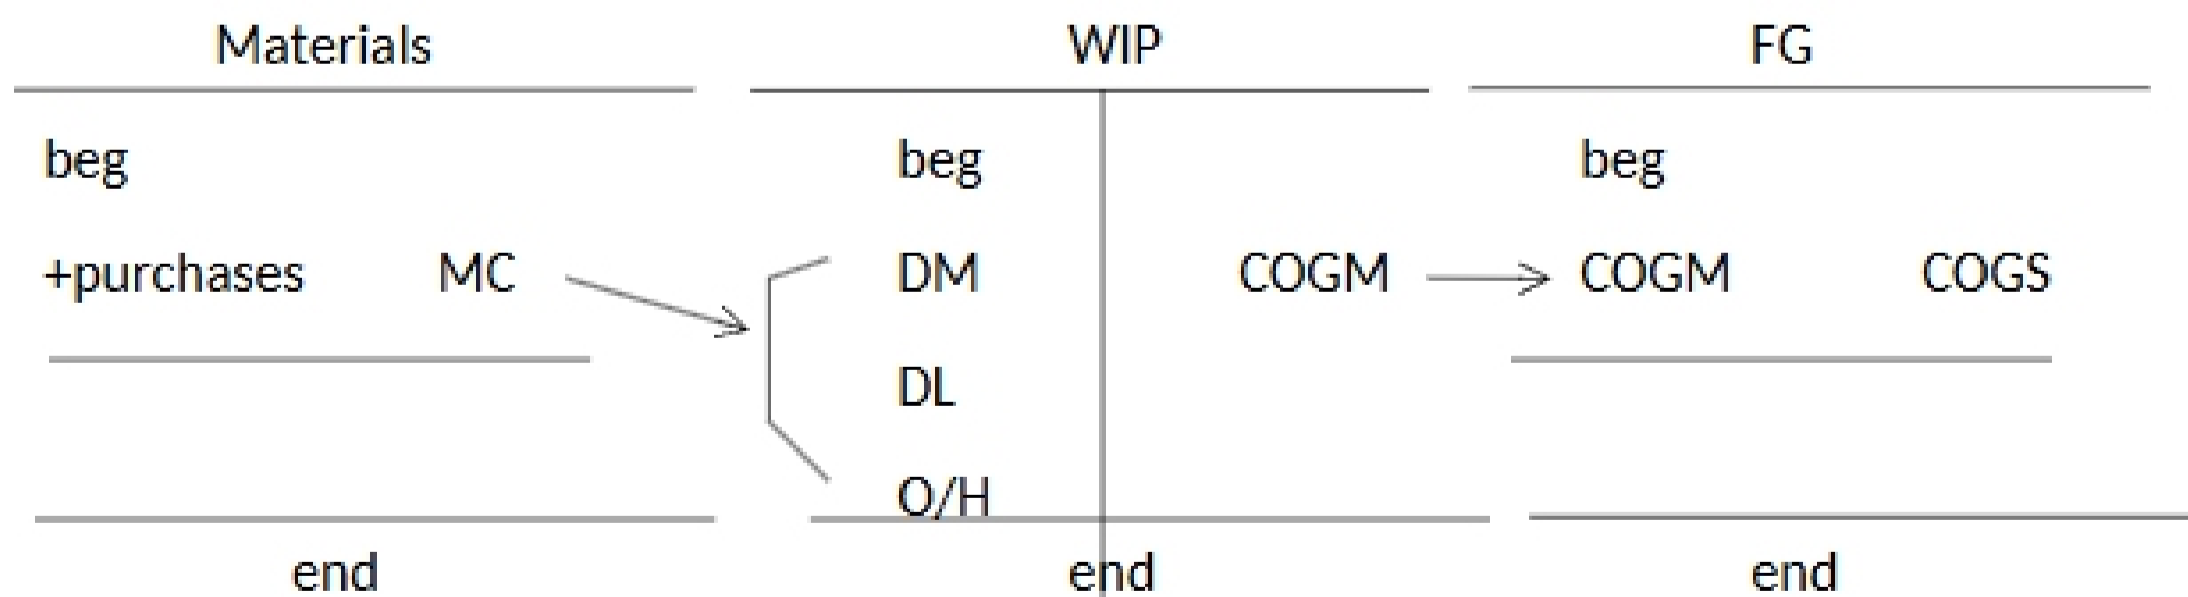 Materials WIP FG
beg beg beg
+purchases MC DM COGM COGM COGS
DL
O/H
end end end